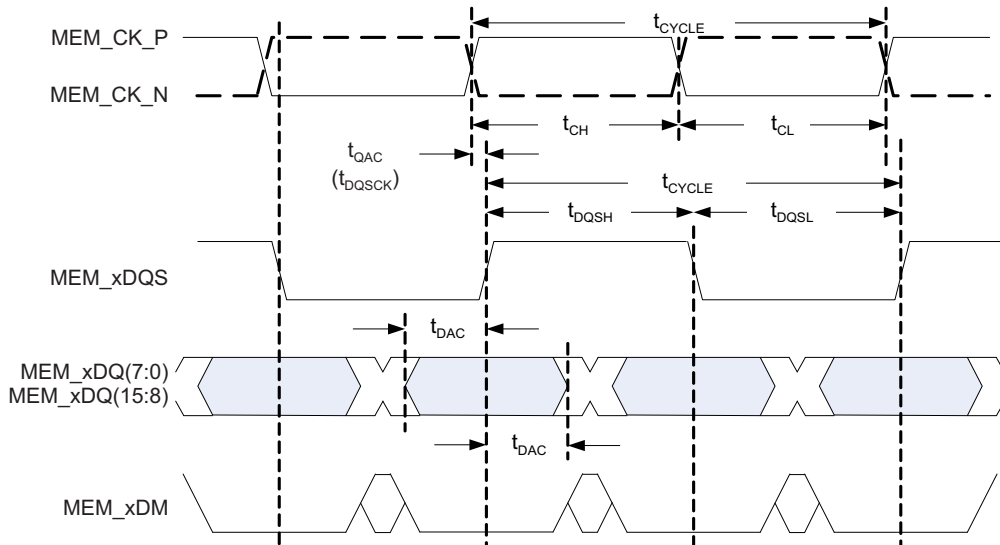 t_CYCLE
MEM_CK_P
MEM_CK_N
t_CH
t_CL
t_QAC
(t_DQSCK)
t_CYCLE
t_DQSH
t_DQSL
MEM_xDQS
t_DAC
MEM_xDQ(7:0)
MEM_xDQ(15:8)
t_DAC
MEM_xDM